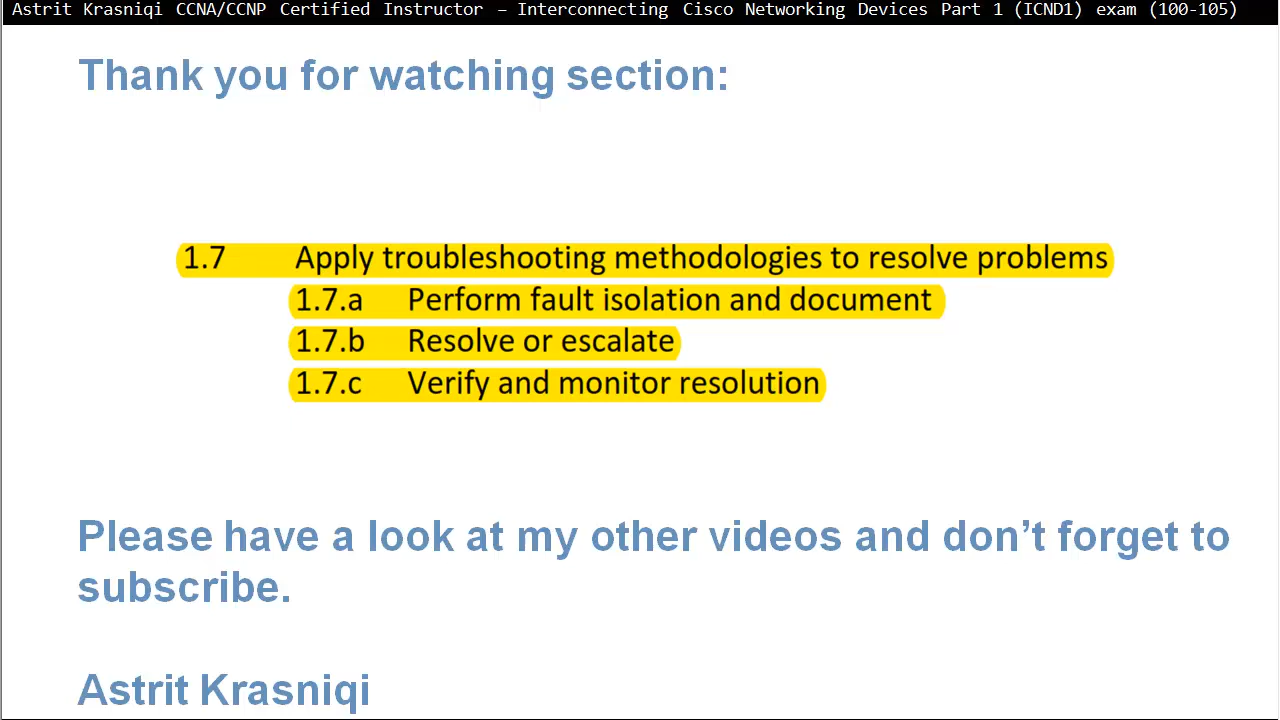 Astrit Krasniqi CCNA/CCNP Certified Instructor – Interconnecting Cisco Networking Devices Part 1 (ICND1) exam (100-105)
Thank you for watching section:
1.7 Apply troubleshooting methodologies to resolve problems
1.7.a Perform fault isolation and document
1.7.b Resolve or escalate
1.7.c Verify and monitor resolution
Please have a look at my other videos and don’t forget to
subscribe.
Astrit Krasniqi